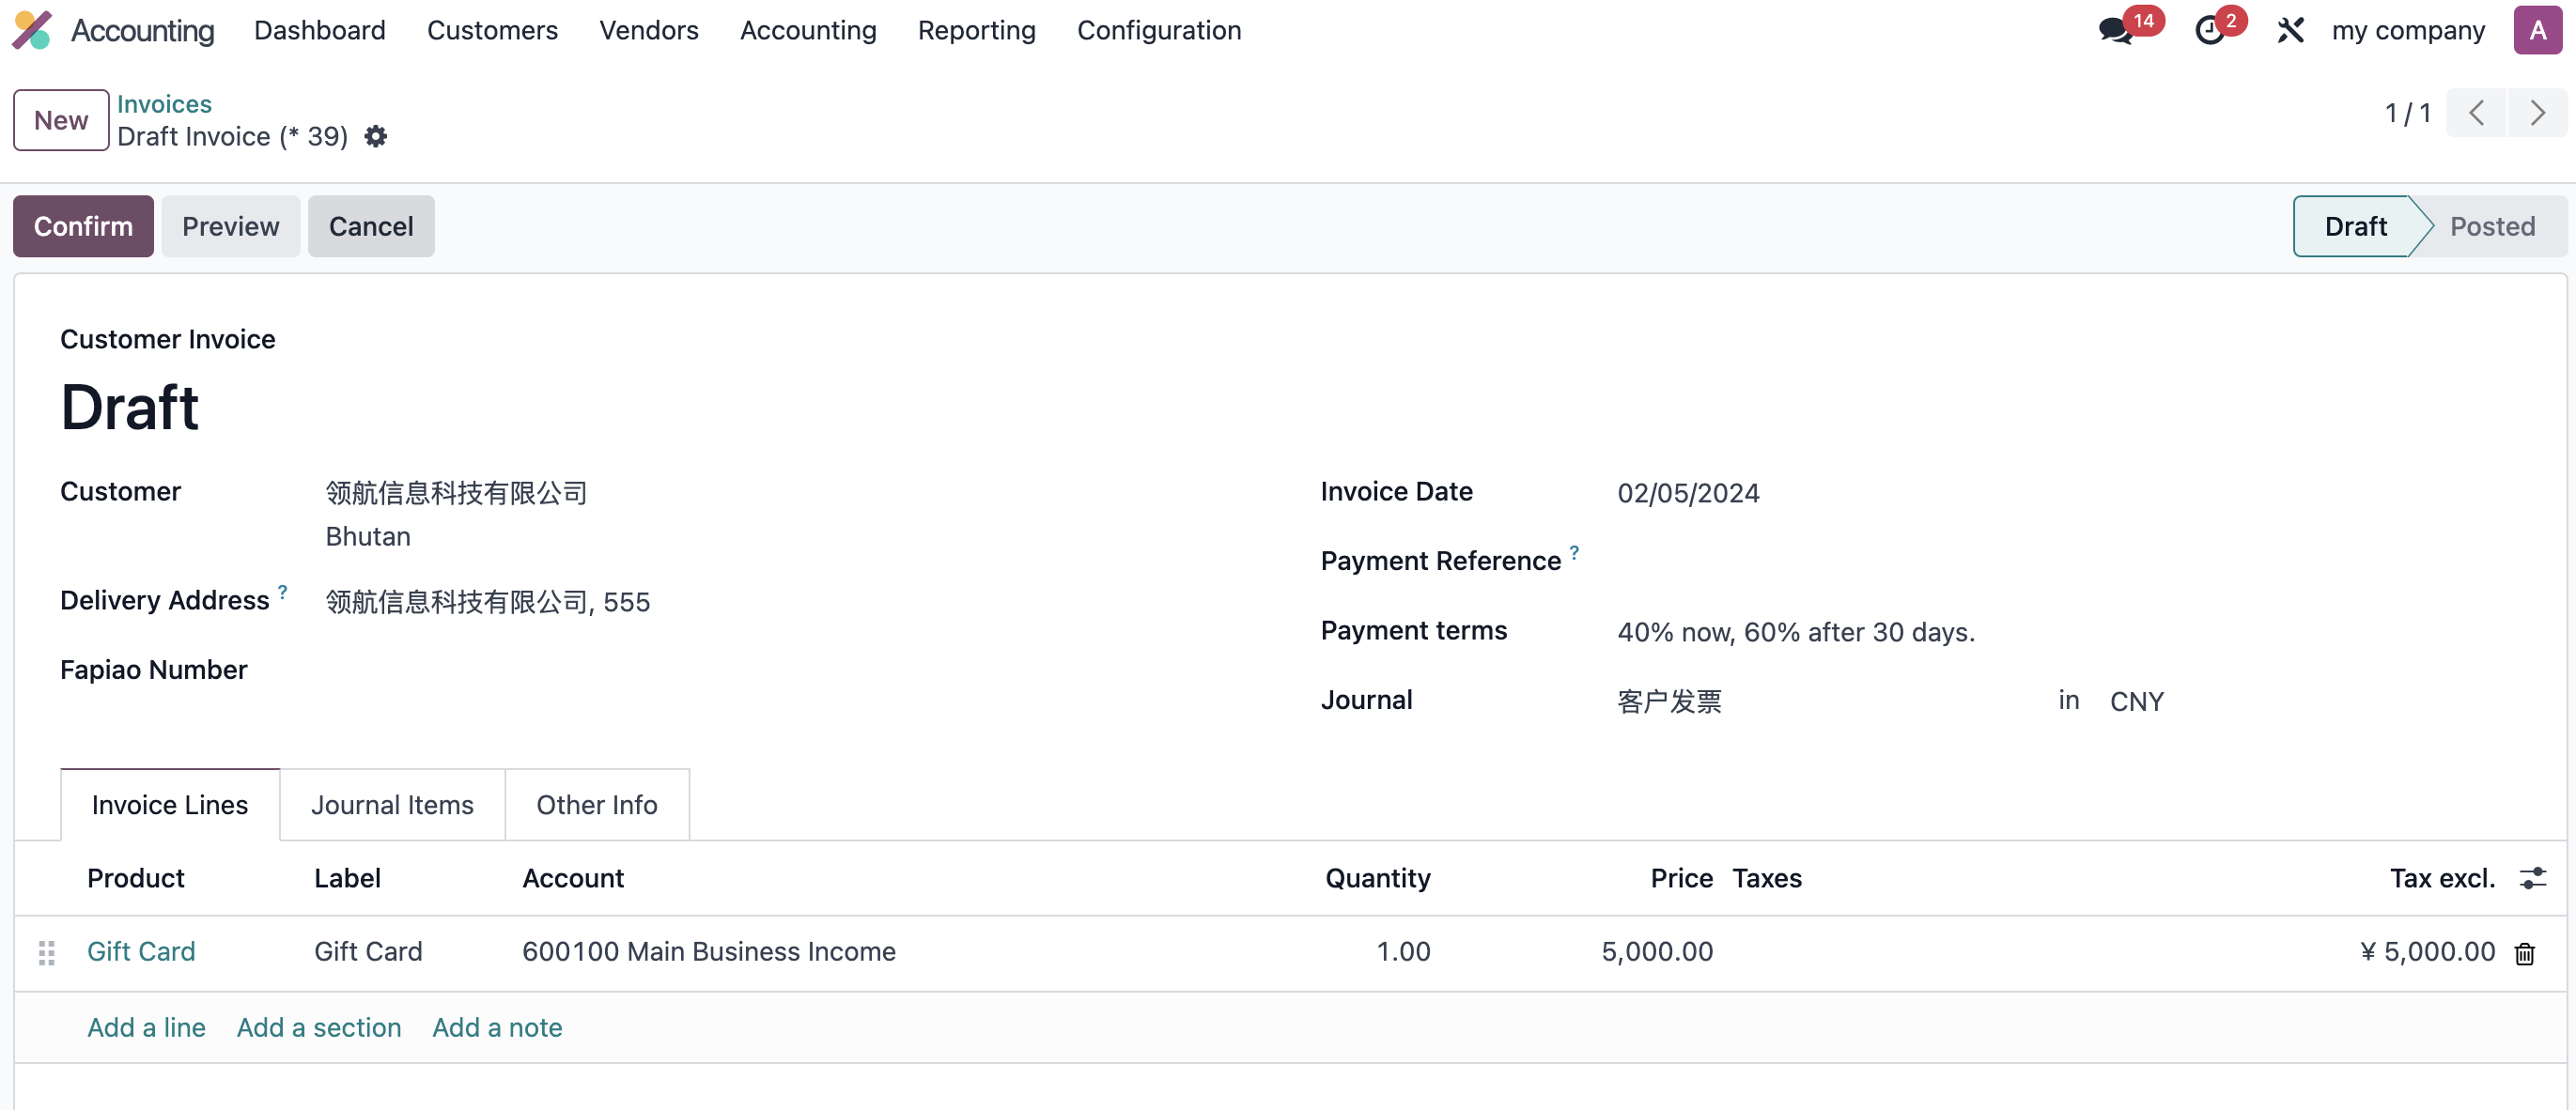 Accounting Dashboard Customers Vendors Accounting Reporting Configuration 14 2 my company A
New
Invoices
Draft Invoice (* 39)
1 / 1
Confirm Preview Cancel Draft Posted
Customer Invoice
Draft
Customer 领航信息科技有限公司
Bhutan
Delivery Address ? 领航信息科技有限公司, 555
Fapiao Number
Invoice Date 02/05/2024
Payment Reference ?
Payment terms 40% now, 60% after 30 days.
Journal 客户发票 in CNY
Invoice Lines Journal Items Other Info
Product Label Account Quantity Price Taxes Tax excl.
Gift Card Gift Card 600100 Main Business Income 1.00 5,000.00 ¥ 5,000.00
Add a line Add a section Add a note